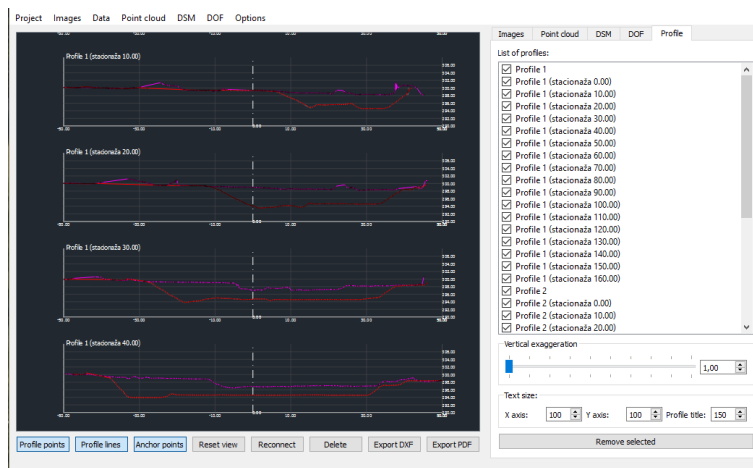 Project Images Data Point cloud DSM DOF Options
Images Point cloud DSM DOF Profile
List of profiles:
Profile 1
Profile 1 (stacionaža 0.00)
Profile 1 (stacionaža 10.00)
Profile 1 (stacionaža 20.00)
Profile 1 (stacionaža 30.00)
Profile 1 (stacionaža 40.00)
Profile 1 (stacionaža 50.00)
Profile 1 (stacionaža 60.00)
Profile 1 (stacionaža 70.00)
Profile 1 (stacionaža 80.00)
Profile 1 (stacionaža 90.00)
Profile 1 (stacionaža 100.00)
Profile 1 (stacionaža 110.00)
Profile 1 (stacionaža 120.00)
Profile 1 (stacionaža 130.00)
Profile 1 (stacionaža 140.00)
Profile 1 (stacionaža 150.00)
Profile 1 (stacionaža 160.00)
Profile 2
Profile 2 (stacionaža 0.00)
Profile 2 (stacionaža 10.00)
Profile 2 (stacionaža 20.00)
Vertical exaggeration
1,00
Text size:
X axis: 100 Y axis: 100 Profile title: 150
Remove selected
Profile 1 (stacionaža 10.00)
Profile 1 (stacionaža 20.00)
Profile 1 (stacionaža 30.00)
Profile 1 (stacionaža 40.00)
Profile points Profile lines Anchor points Reset view Reconnect Delete Export DXF Export PDF